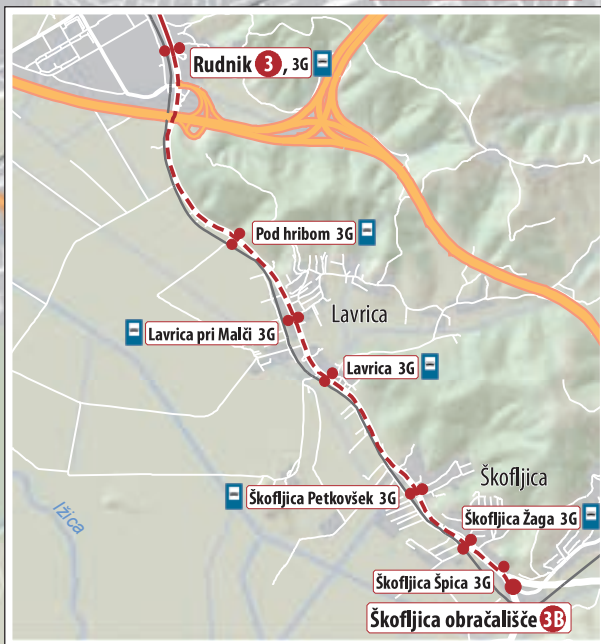 Rudnik 3, 3G
Pod hribom 3G
Lavrica
Lavrica pri Malči 3G
Lavrica 3G
Škofljica
Škofljica Petkovšek 3G
Ižica
Škofljica Žaga 3G
Škofljica Špica 3G
Škofljica obračališče 3B